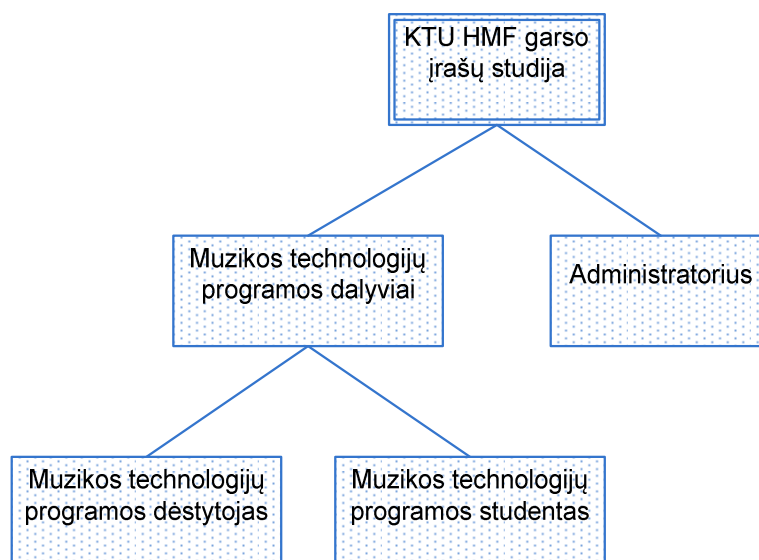 KTU HMF garso
įrašų studija
Muzikos technologijų
programos dalyviai
Administratorius
Muzikos technologijų
programos dėstytojas
Muzikos technologijų
programos studentas